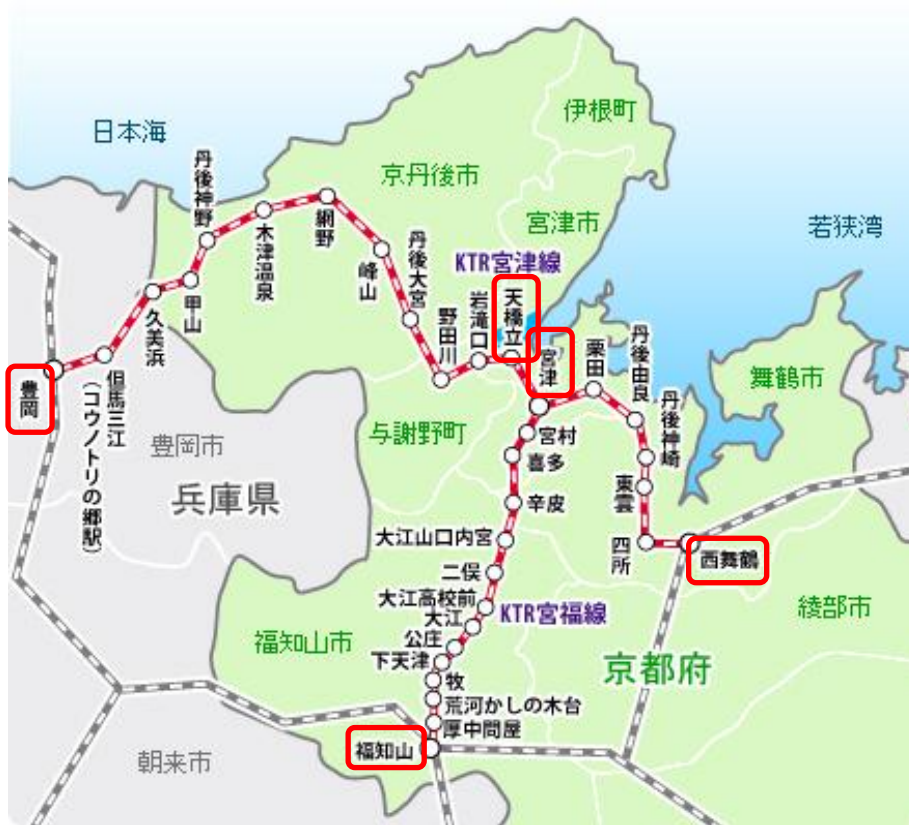 伊根町
日本海
京丹後市
宮津市
若狭湾
丹後神野
木津温泉
網野
峰山
丹後大宮
KTR宮津線
野田川
岩滝口
天橋立
宮津
栗田
丹後由良
丹後神崎
舞鶴市
豊岡
但馬三江
(コウノトリの郷駅)
久美浜
甲山
豊岡市
兵庫県
与謝野町
宮村
喜多
辛皮
東雲
四所
西舞鶴
大江山口内宮
二俣
大江高校前
大江
公庄
下天津
牧
荒河かしの木台
厚中問屋
福知山
KTR宮福線
福知山市
京都府
綾部市
朝来市